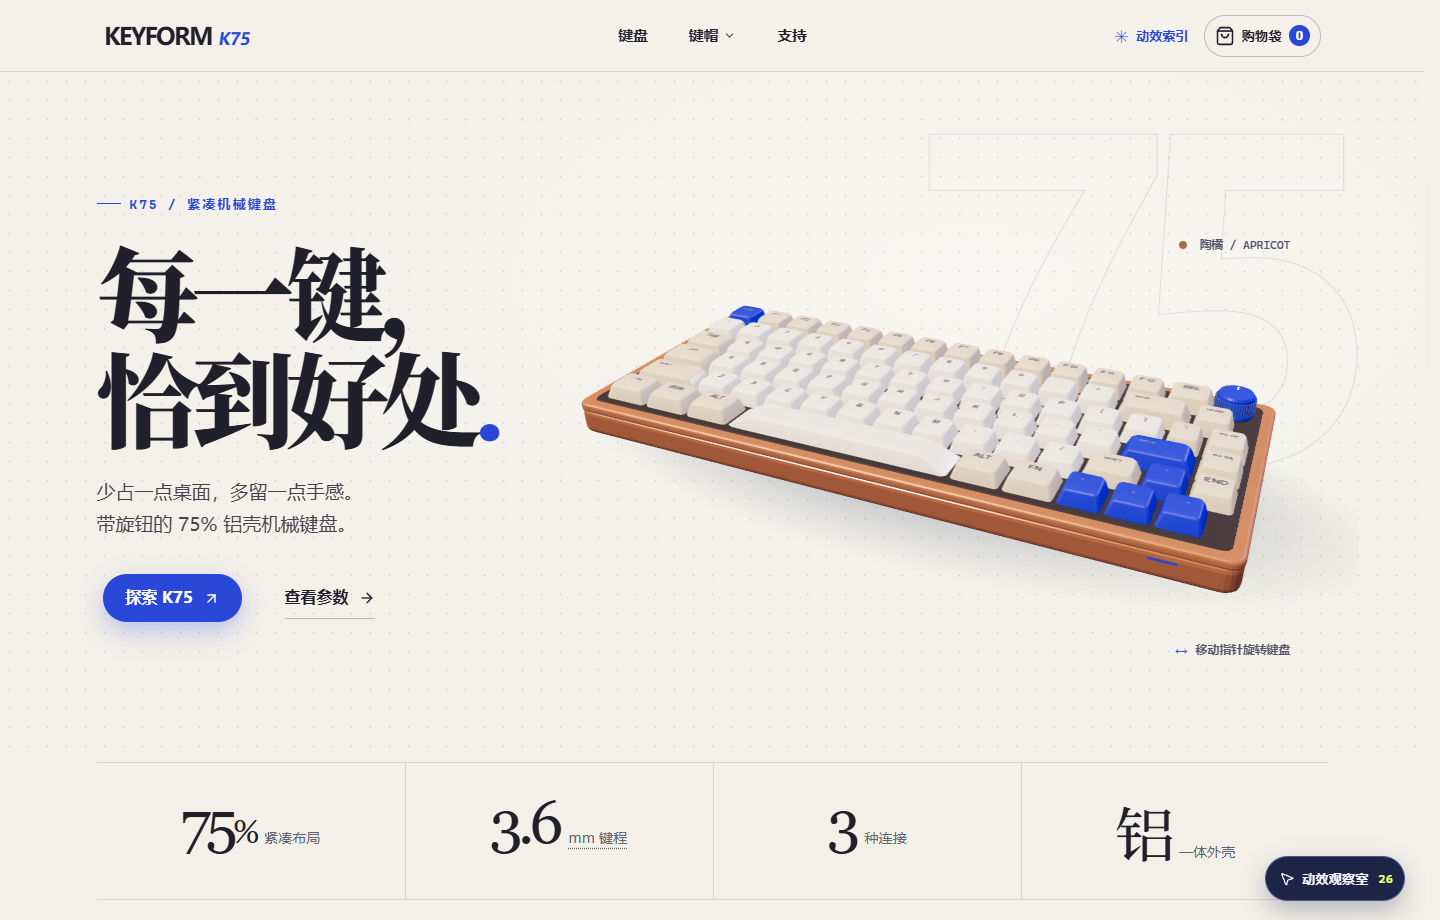 KEYFORM K75
键盘
键帽
支持
动效索引
购物袋 0
75
K75 / 紧凑机械键盘
陶橘 / APRICOT
每一键,
恰到好处.
少占一点桌面，多留一点手感。
带旋钮的 75% 铝壳机械键盘。
探索 K75
查看参数
ALT
ALT
FN
END
移动指针旋转键盘
75% 紧凑布局
3.6 mm 键程
3 种连接
铝 一体外壳
动效观察室 26